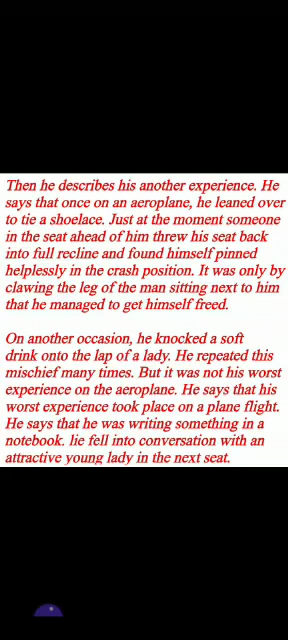 Then he describes his another experience. He
says that once on an aeroplane, he leaned over
to tie a shoelace. Just at the moment someone
in the seat ahead of him threw his seat back
into full recline and found himself pinned
helplessly in the crash position. It was only by
clawing the leg of the man sitting next to him
that he managed to get himself freed.

On another occasion, he knocked a soft
drink onto the lap of a lady. He repeated this
mischief many times. But it was not his worst
experience on the aeroplane. He says that his
worst experience took place on a plane flight.
He says that he was writing something in a
notebook. lie fell into conversation with an
attractive young lady in the next seat.